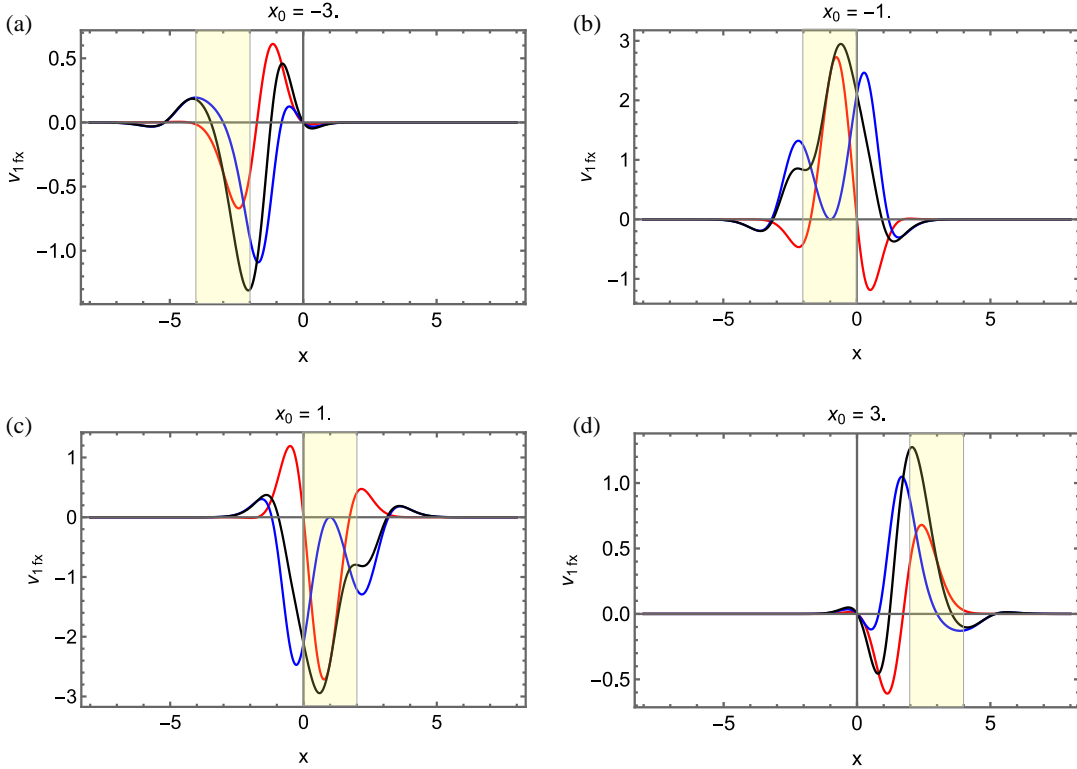 (a)
x₀ = −3.
v₁fx
0.5
0.0
−0.5
−1.0
−5 0 5
x
(b)
x₀ = −1.
v₁fx
3
2
1
0
−1
−5 0 5
x
(c)
x₀ = 1.
v₁fx
1
0
−1
−2
−3
−5 0 5
x
(d)
x₀ = 3.
v₁fx
1.0
0.5
0.0
−0.5
−5 0 5
x